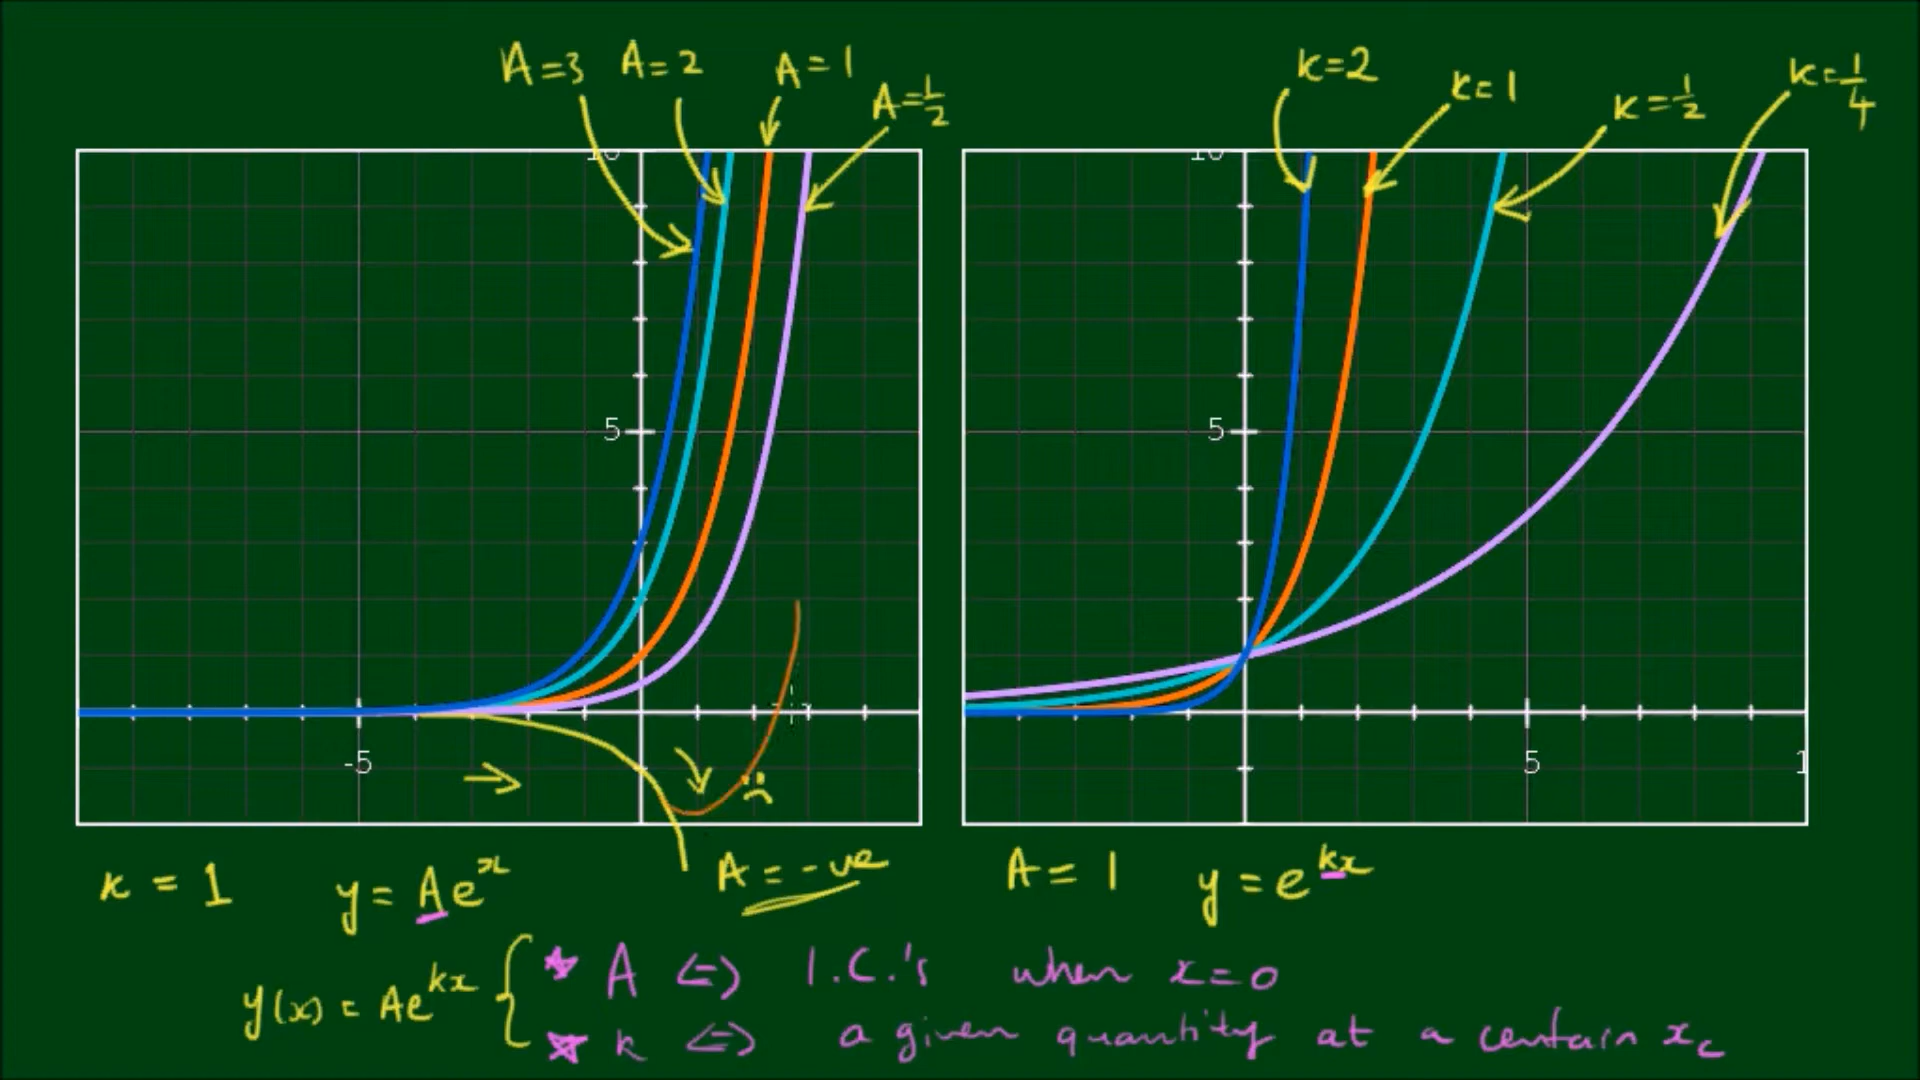 A=3 A=2 A=1 A=½
K=2 K=1 K=½ K=¼
10
5
-5
10
5
5
1
A=-ve
K=1 y=Ae^x
A=1 y=e^kx
y(x)=Ae^kx { * A <=> I.C.'s when x=0
* k <=> a given quantity at a certain x_c